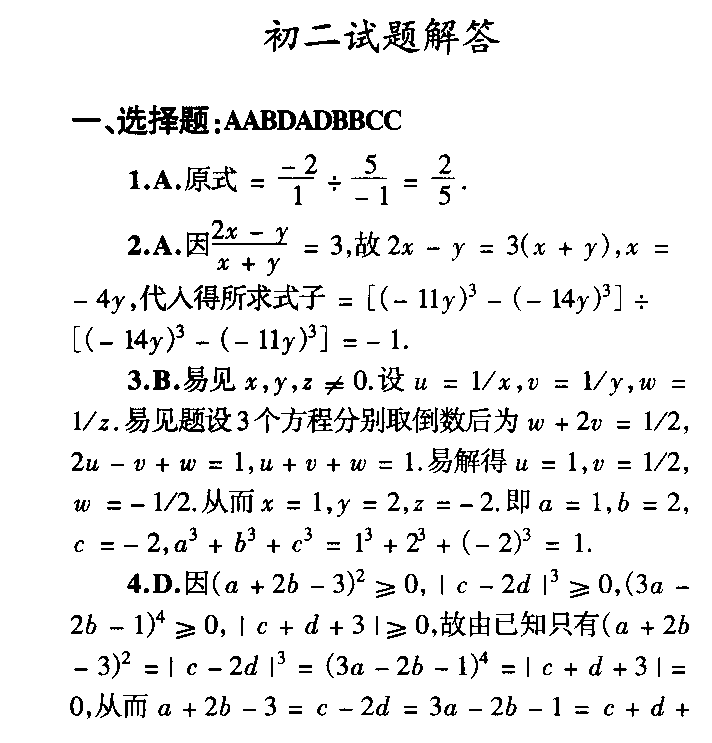 初二试题解答
一、选择题:AABDADBBCC
1.A.原式 = \frac{-2}{1} ÷ \frac{5}{-1} = \frac{2}{5}.
2.A.因\frac{2x - y}{x + y} = 3,故 2x - y = 3(x + y),x =
- 4y,代入得所求式子 = [(- 11y)³ - (- 14y)³] ÷
[(- 14y)³ - (- 11y)³] = - 1.
3.B.易见 x,y,z ≠ 0.设 u = 1/x,v = 1/y,w =
1/z.易见题设3个方程分别取倒数后为 w + 2v = 1/2,
2u - v + w = 1,u + v + w = 1.易解得 u = 1,v = 1/2,
w = - 1/2.从而 x = 1,y = 2,z = - 2.即 a = 1,b = 2,
c = - 2,a³ + b³ + c³ = 1³ + 2³ + (- 2)³ = 1.
4.D.因(a + 2b - 3)² ⩾ 0, | c - 2d |³ ⩾ 0,(3a -
2b - 1)⁴ ⩾ 0, | c + d + 3 | ⩾ 0,故由已知只有(a + 2b
- 3)² = | c - 2d |³ = (3a - 2b - 1)⁴ = | c + d + 3 | =
0,从而 a + 2b - 3 = c - 2d = 3a - 2b - 1 = c + d +